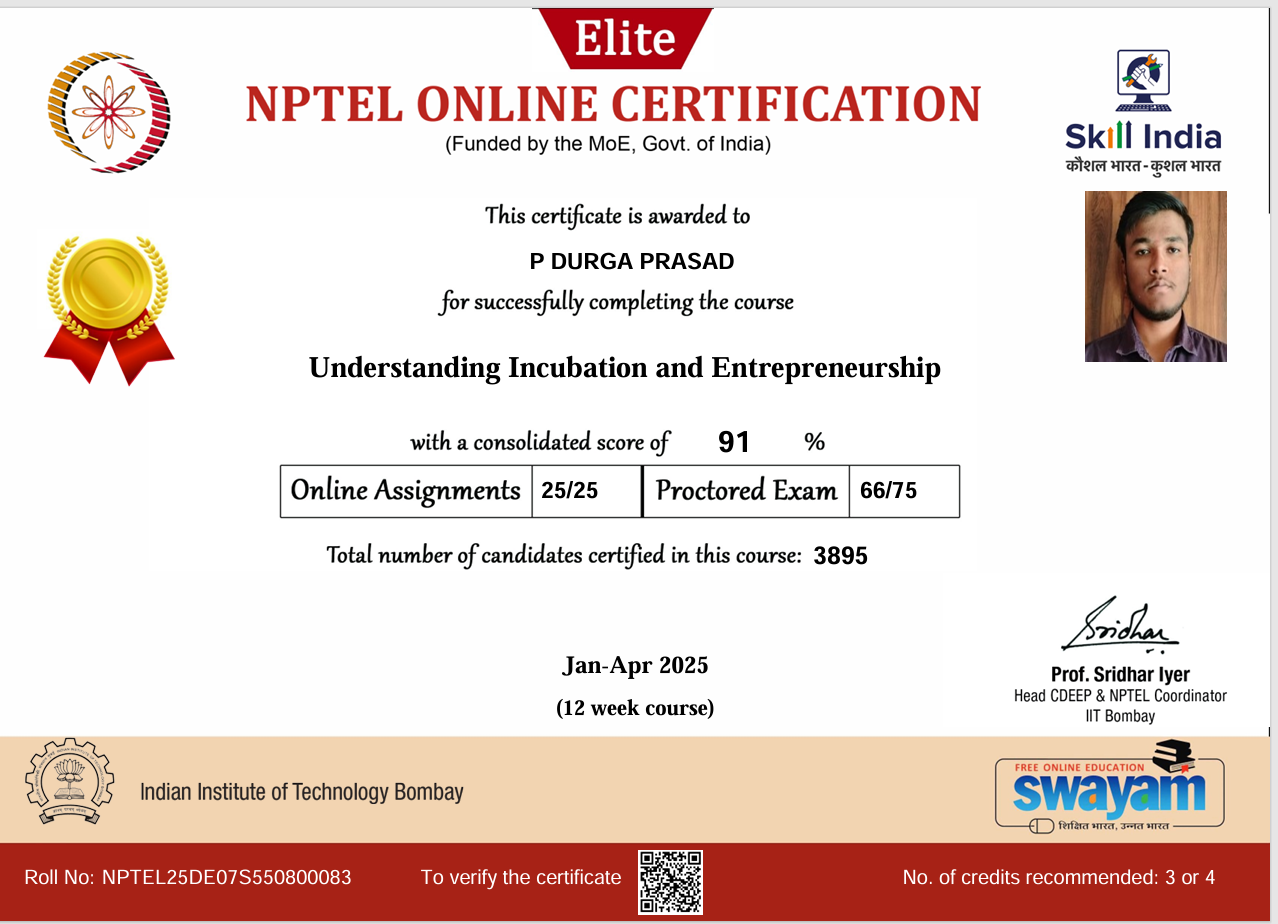 Elite
NPTEL ONLINE CERTIFICATION
(Funded by the MoE, Govt. of India)
Skill India
कौशल भारत - कुशल भारत
This certificate is awarded to
P DURGA PRASAD
for successfully completing the course
Understanding Incubation and Entrepreneurship
with a consolidated score of 91 %
Online Assignments 25/25 Proctored Exam 66/75
Total number of candidates certified in this course: 3895
Sridhar
Prof. Sridhar Iyer
Head CDEEP & NPTEL Coordinator
IIT Bombay
Jan-Apr 2025
(12 week course)
Indian Institute of Technology Bombay
FREE ONLINE EDUCATION
swayam
शिक्षित भारत, उन्नत भारत
Roll No: NPTEL25DE07S550800083
To verify the certificate
No. of credits recommended: 3 or 4